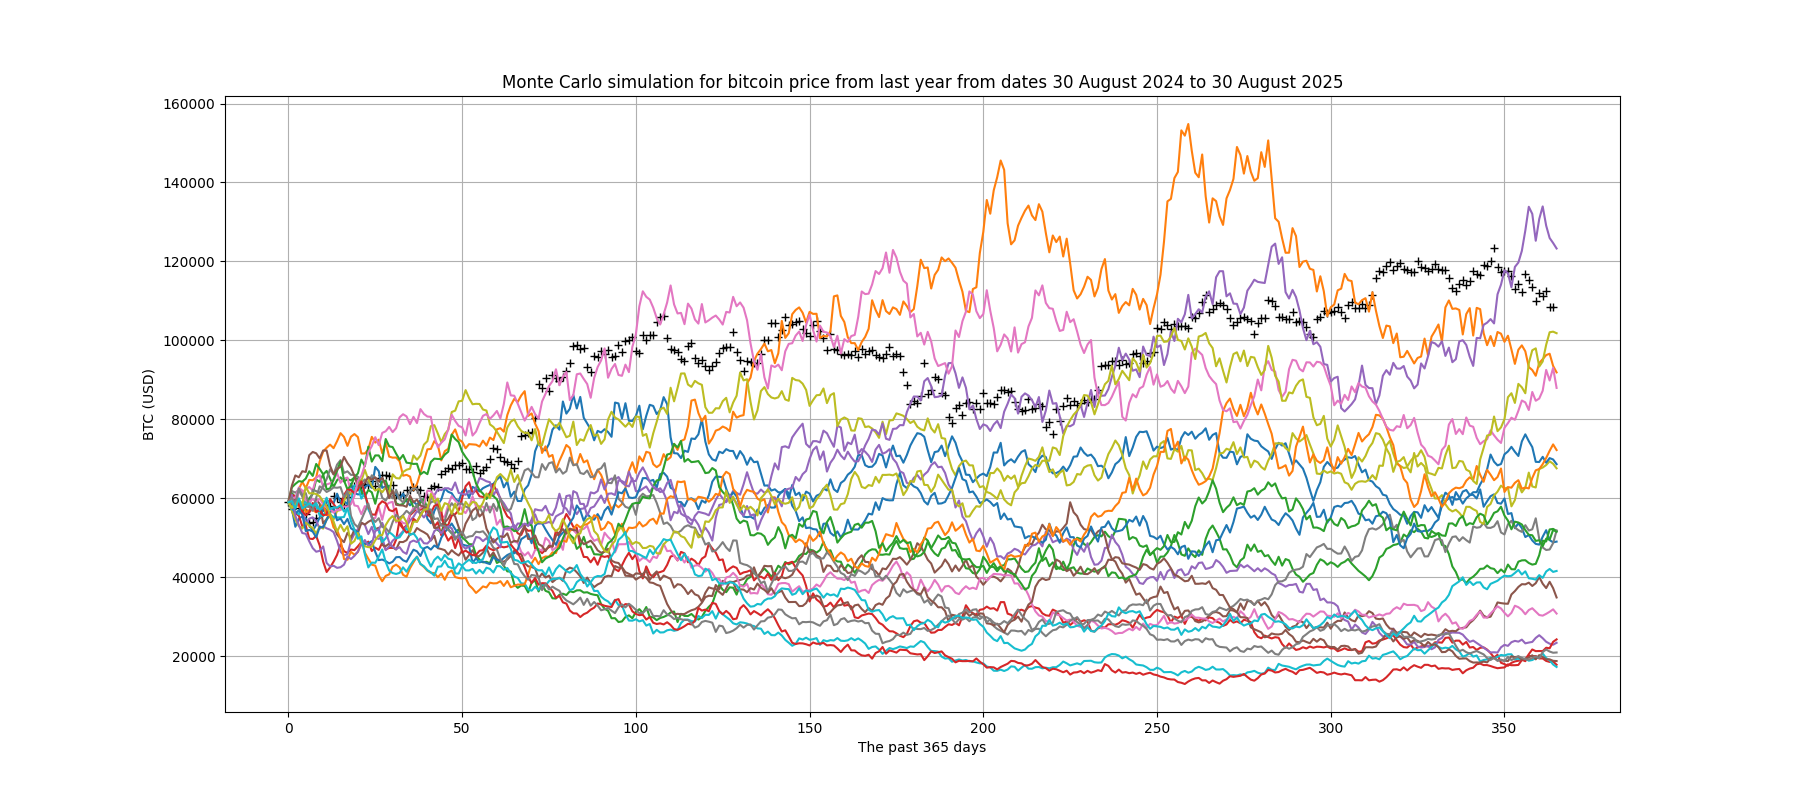 Monte Carlo simulation for bitcoin price from last year from dates 30 August 2024 to 30 August 2025
160000
140000
120000
100000
80000
60000
40000
20000
BTC (USD)
0 50 100 150 200 250 300 350
The past 365 days